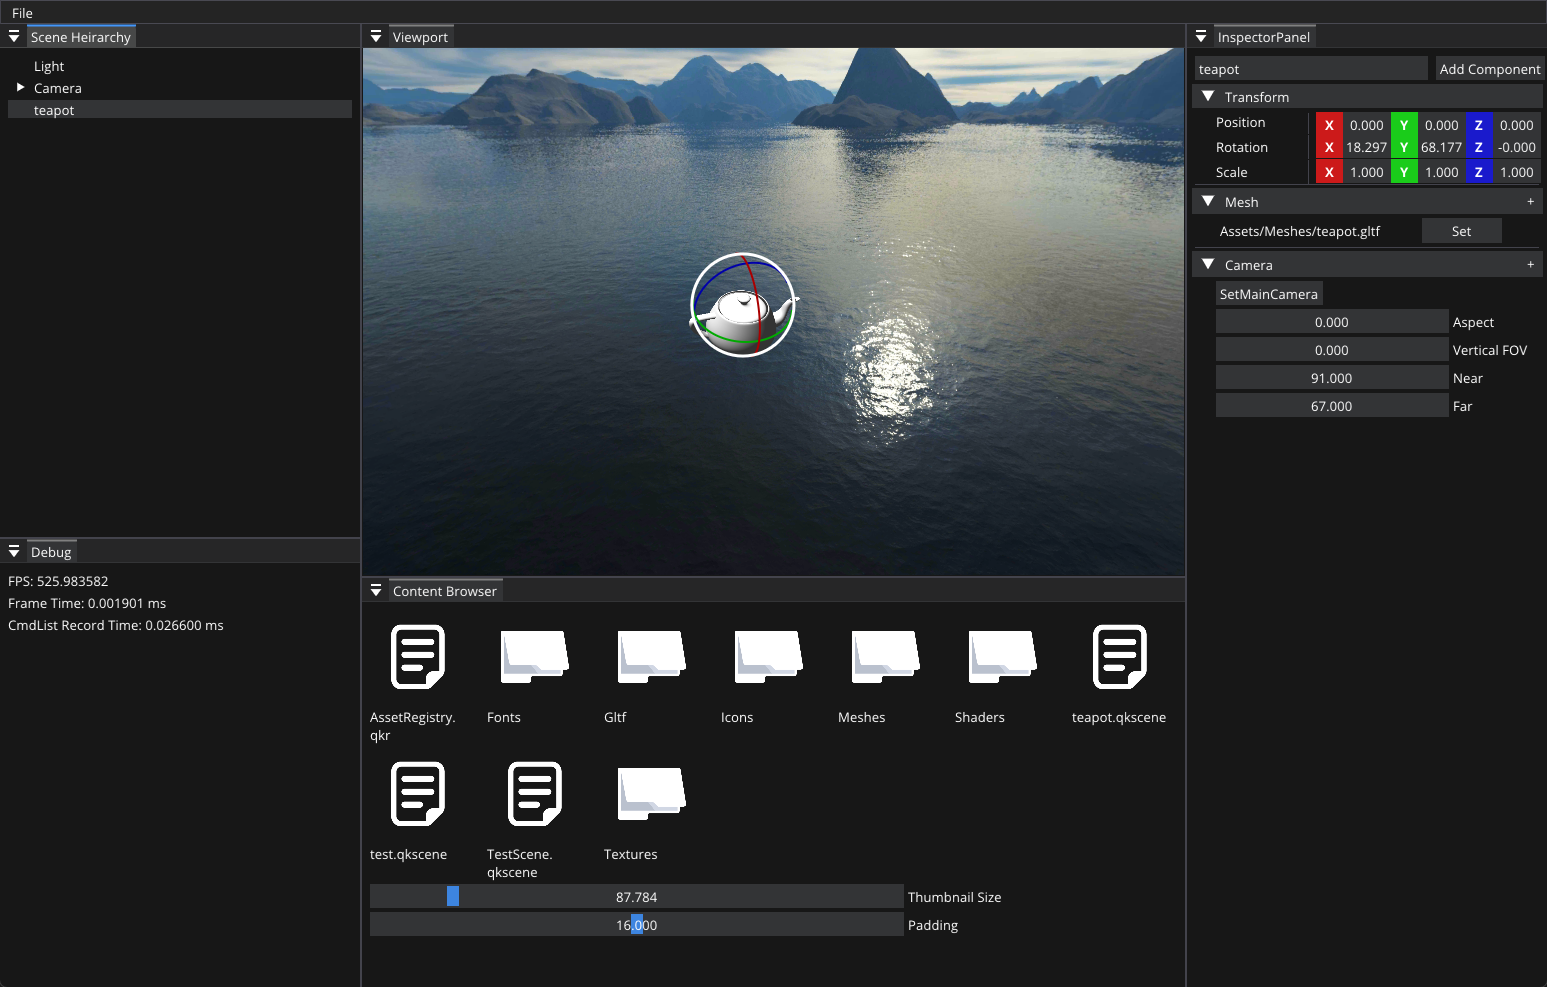 File
Scene Heirarchy
Light
Camera
teapot
Debug
FPS: 525.983582
Frame Time: 0.001901 ms
CmdList Record Time: 0.026600 ms
Viewport
Content Browser
AssetRegistry.
qkr
Fonts
Gltf
Icons
Meshes
Shaders
teapot.qkscene
test.qkscene
TestScene.
qkscene
Textures
87.784 Thumbnail Size
16.000 Padding
InspectorPanel
teapot Add Component
Transform
Position X 0.000 Y 0.000 Z 0.000
Rotation X 18.297 Y 68.177 Z -0.000
Scale X 1.000 Y 1.000 Z 1.000
Mesh +
Assets/Meshes/teapot.gltf Set
Camera +
SetMainCamera
0.000 Aspect
0.000 Vertical FOV
91.000 Near
67.000 Far